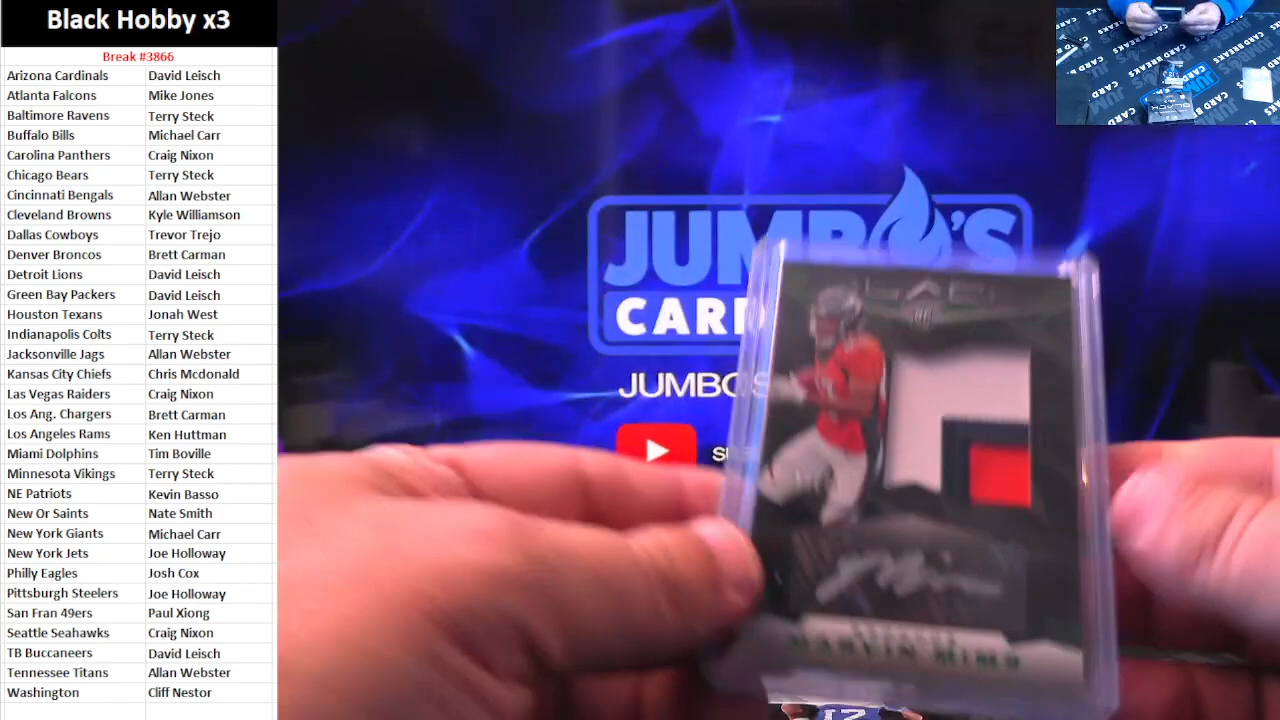 Black Hobby x3
Break #3866
Arizona Cardinals David Leisch
Atlanta Falcons Mike Jones
Baltimore Ravens Terry Steck
Buffalo Bills Michael Carr
Carolina Panthers Craig Nixon
Chicago Bears Terry Steck
Cincinnati Bengals Allan Webster
Cleveland Browns Kyle Williamson
Dallas Cowboys Trevor Trejo
Denver Broncos Brett Carman
Detroit Lions David Leisch
Green Bay Packers David Leisch
Houston Texans Jonah West
Indianapolis Colts Terry Steck
Jacksonville Jags Allan Webster
Kansas City Chiefs Chris Mcdonald
Las Vegas Raiders Craig Nixon
Los Ang. Chargers Brett Carman
Los Angeles Rams Ken Huttman
Miami Dolphins Tim Boville
Minnesota Vikings Terry Steck
NE Patriots Kevin Basso
New Or Saints Nate Smith
New York Giants Michael Carr
New York Jets Joe Holloway
Philly Eagles Josh Cox
Pittsburgh Steelers Joe Holloway
San Fran 49ers Paul Xiong
Seattle Seahawks Craig Nixon
TB Buccaneers David Leisch
Tennessee Titans Allan Webster
Washington Cliff Nestor
JUMBO'S
CARD
JUMBO'S
BLACK
MARVIN MIMS
CARD BREAKS